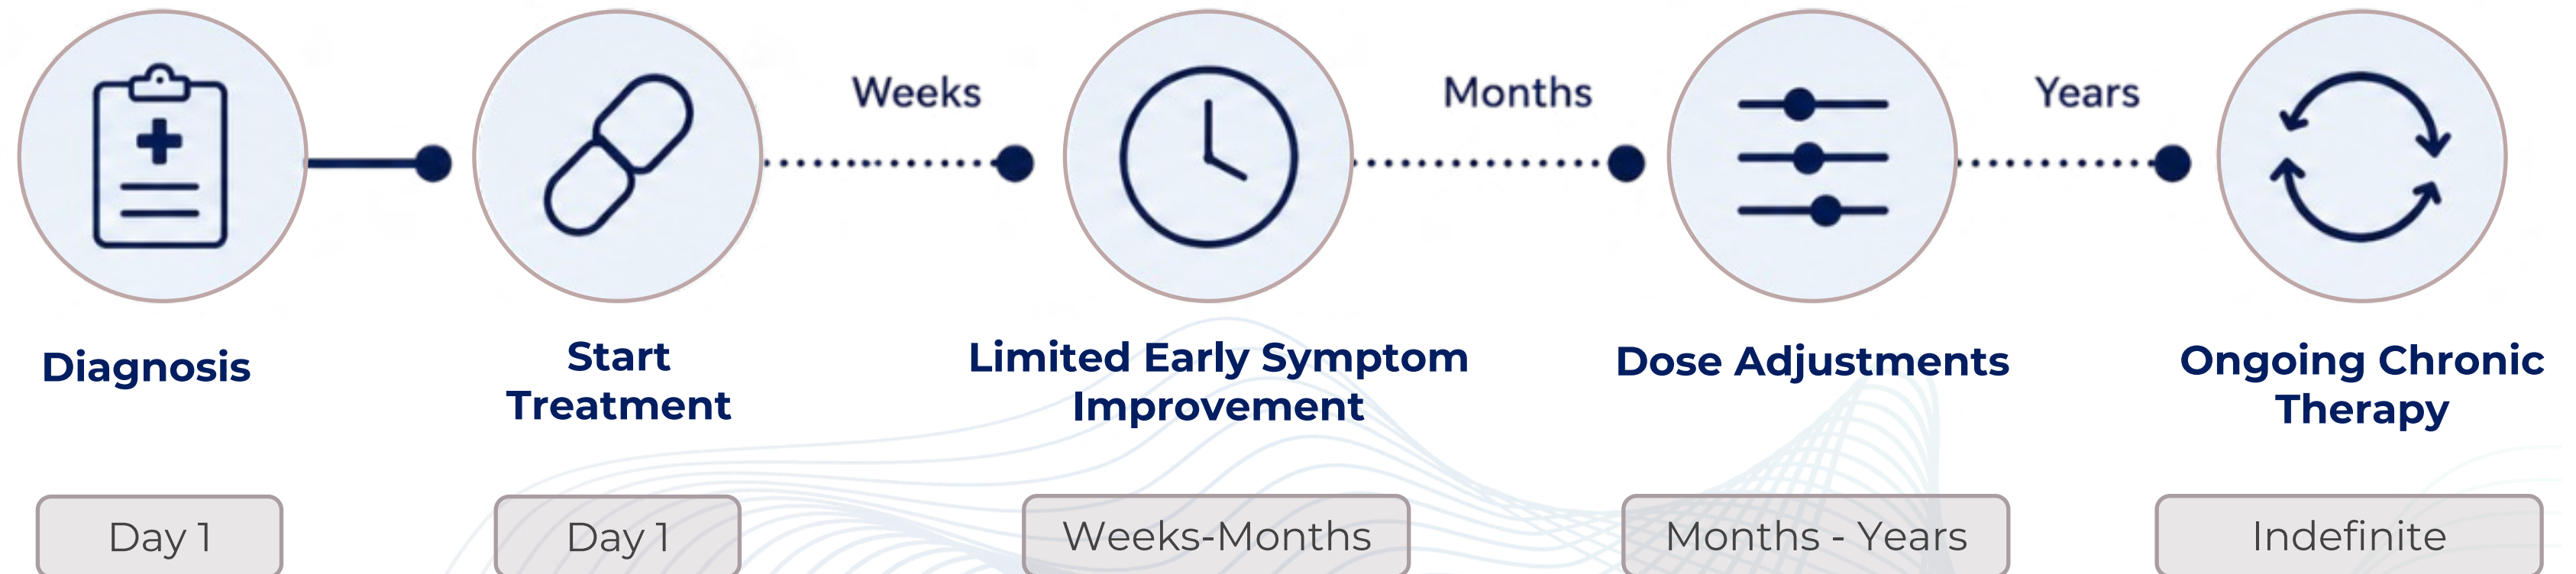 Weeks
Months
Years
Diagnosis
Start
Treatment
Limited Early Symptom
Improvement
Dose Adjustments
Ongoing Chronic
Therapy
Day 1
Day 1
Weeks-Months
Months - Years
Indefinite